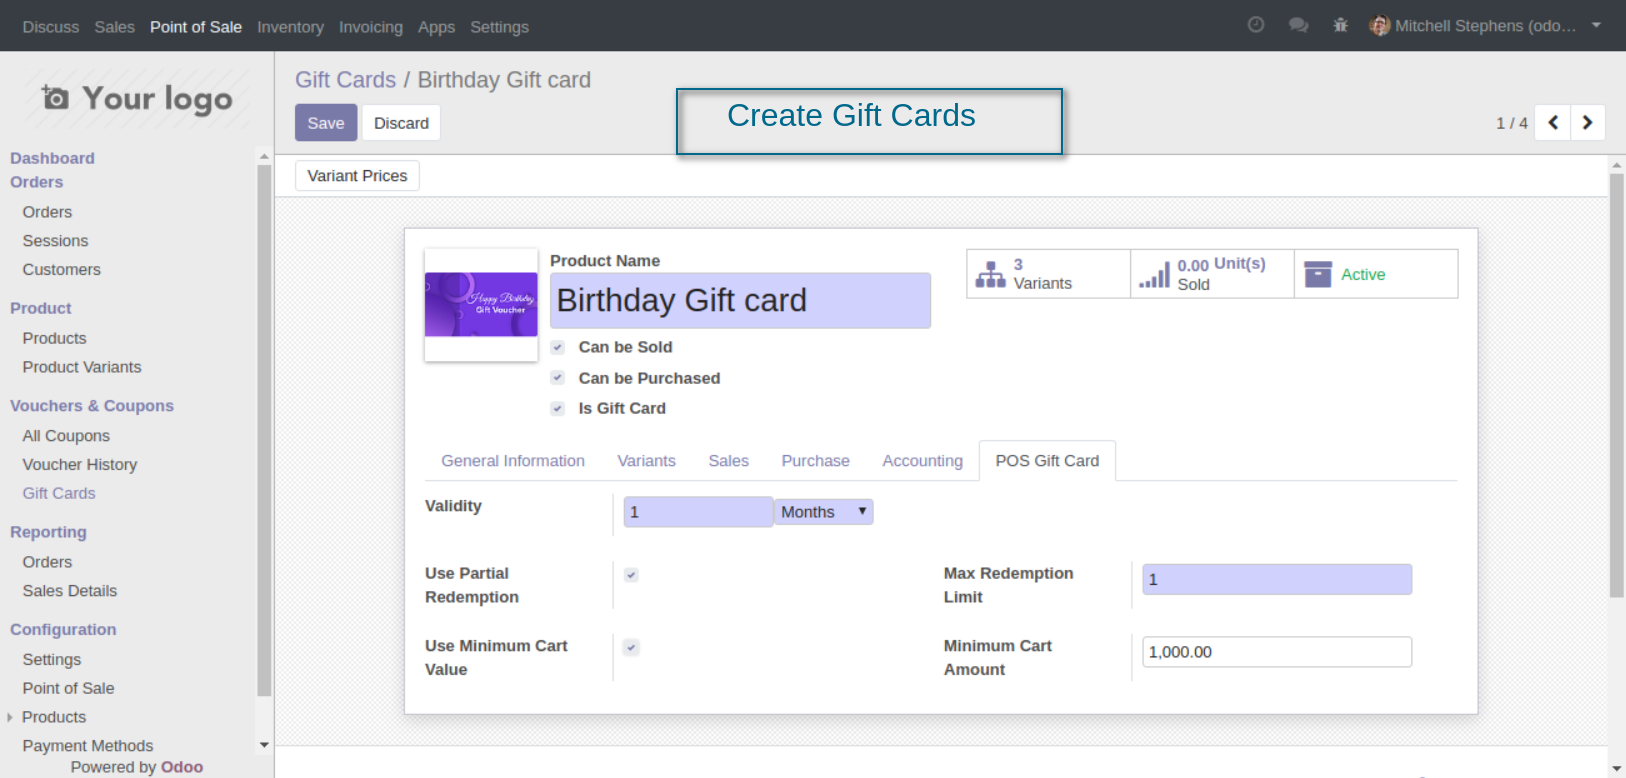 Discuss Sales Point of Sale Inventory Invoicing Apps Settings
Mitchell Stephens (odo...
Your logo
Gift Cards / Birthday Gift card
Save Discard
Create Gift Cards
1 / 4
Dashboard
Orders
Orders
Sessions
Customers
Product
Products
Product Variants
Vouchers & Coupons
All Coupons
Voucher History
Gift Cards
Reporting
Orders
Sales Details
Configuration
Settings
Point of Sale
Products
Payment Methods
Powered by Odoo
Variant Prices
Happy Birthday
Gift Voucher
Product Name
Birthday Gift card
3
Variants
0.00 Unit(s)
Sold
Active
Can be Sold
Can be Purchased
Is Gift Card
General Information Variants Sales Purchase Accounting POS Gift Card
Validity
1 Months
Use Partial
Redemption
Max Redemption
Limit
1
Use Minimum Cart
Value
Minimum Cart
Amount
1,000.00